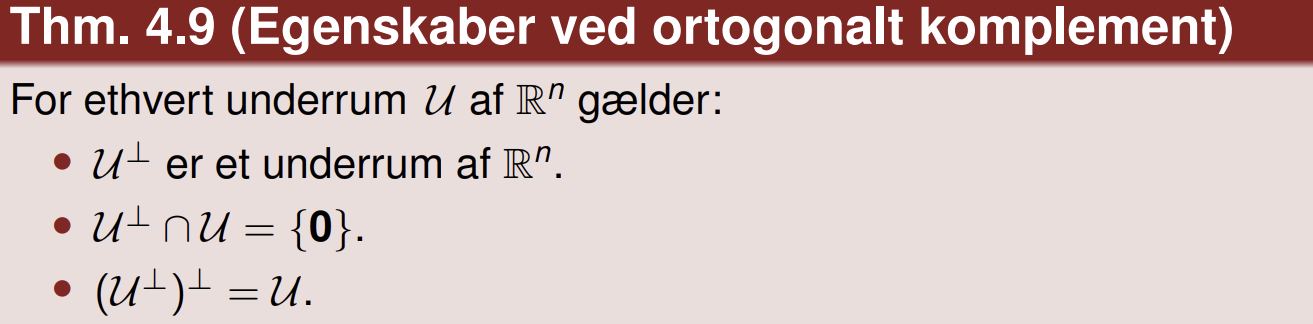 Thm. 4.9 (Egenskaber ved ortogonalt komplement)
For ethvert underrum 𝒰 af ℝⁿ gælder:
• 𝒰⊥ er et underrum af ℝⁿ.
• 𝒰⊥ ∩ 𝒰 = {0}.
• (𝒰⊥)⊥ = 𝒰.